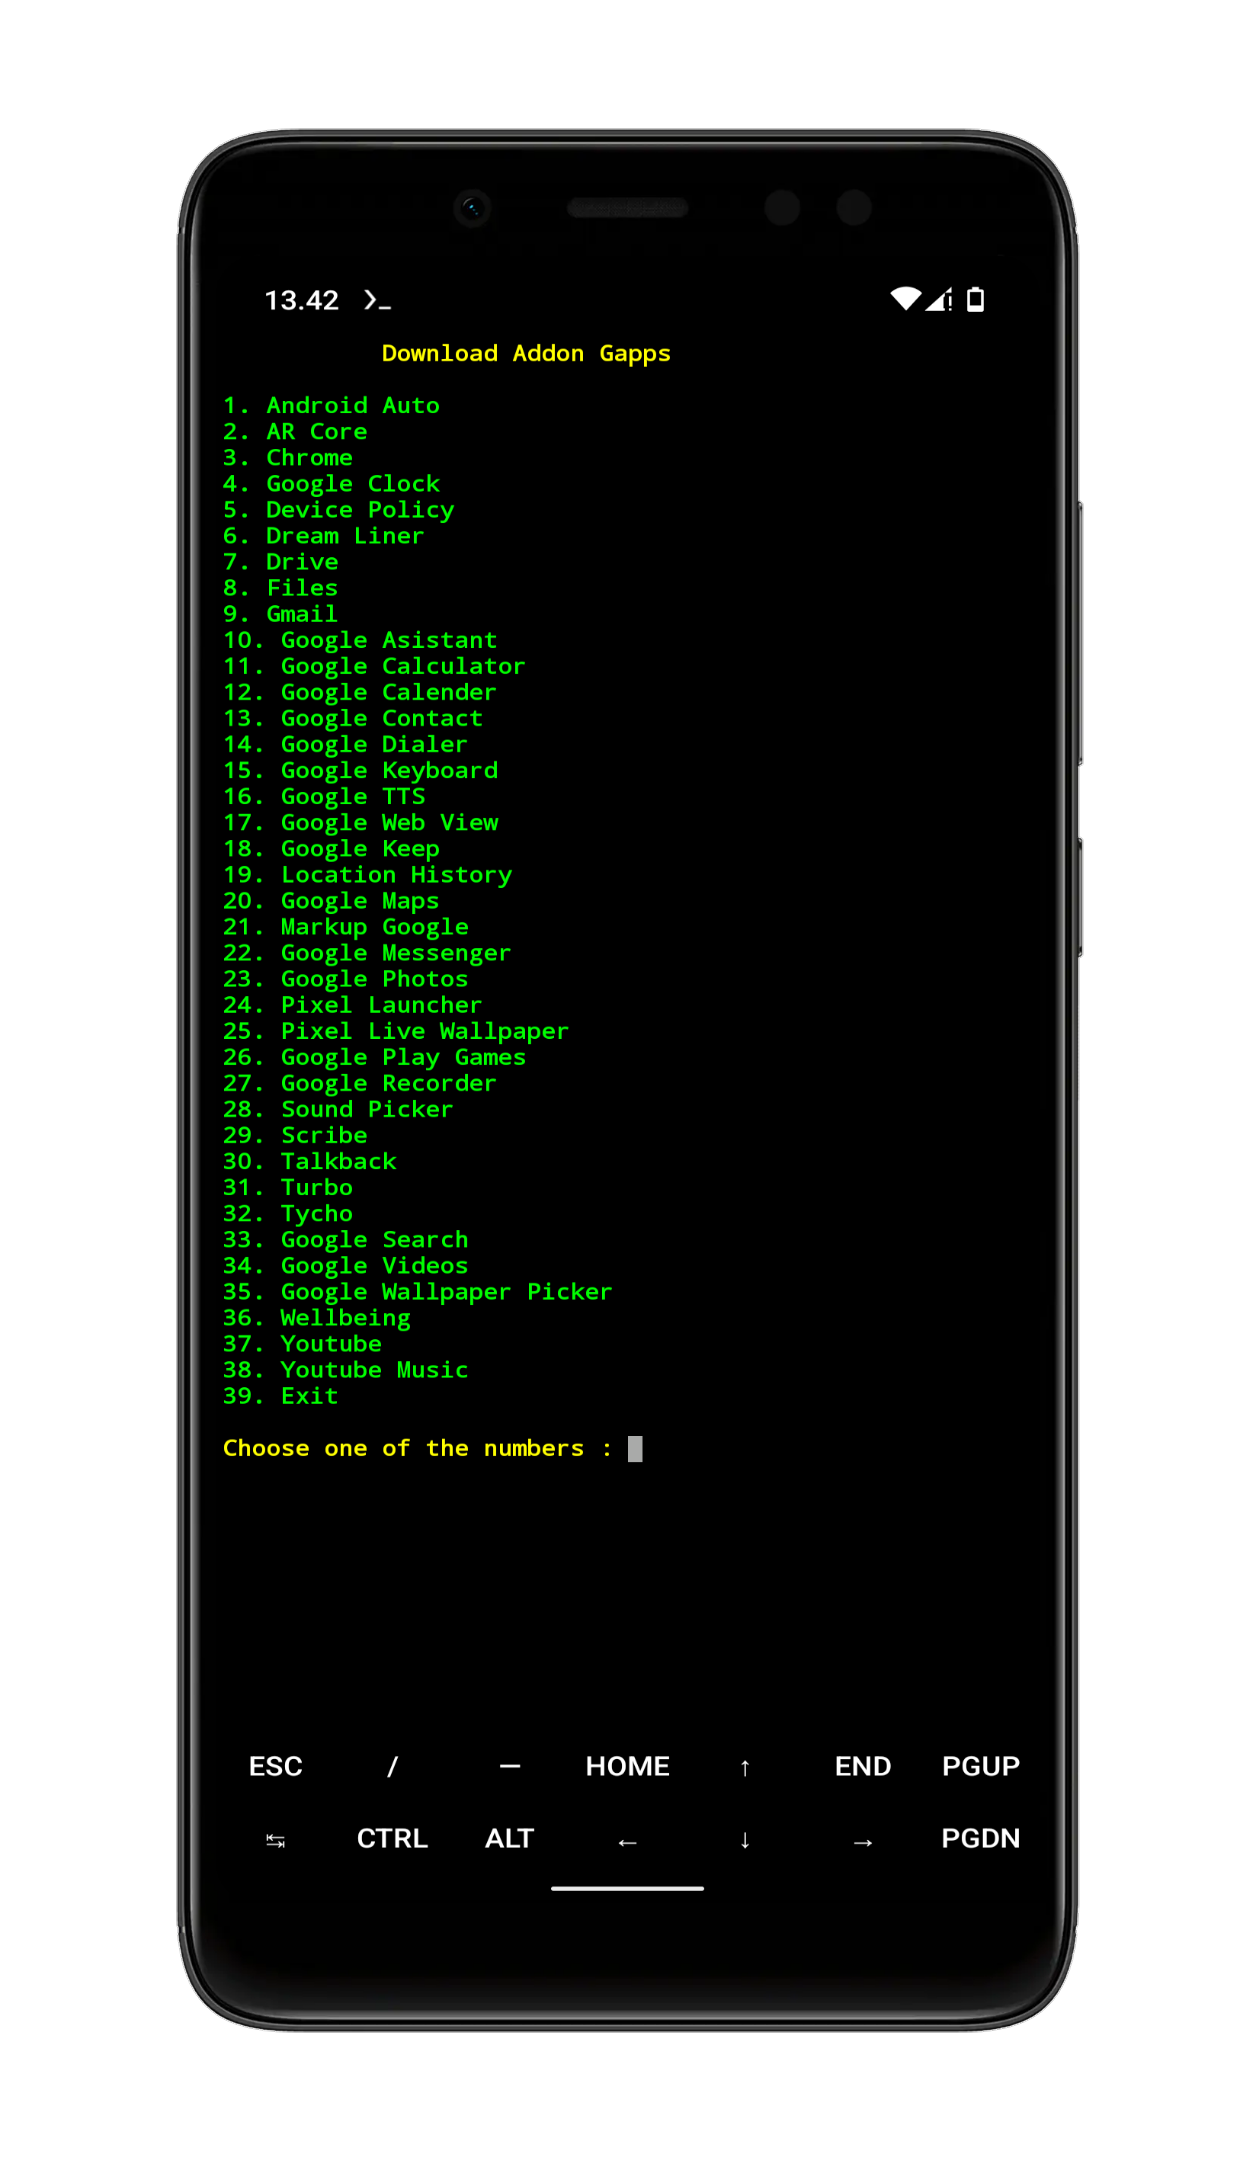 13.42
Download Addon Gapps
1. Android Auto
2. AR Core
3. Chrome
4. Google Clock
5. Device Policy
6. Dream Liner
7. Drive
8. Files
9. Gmail
10. Google Asistant
11. Google Calculator
12. Google Calender
13. Google Contact
14. Google Dialer
15. Google Keyboard
16. Google TTS
17. Google Web View
18. Google Keep
19. Location History
20. Google Maps
21. Markup Google
22. Google Messenger
23. Google Photos
24. Pixel Launcher
25. Pixel Live Wallpaper
26. Google Play Games
27. Google Recorder
28. Sound Picker
29. Scribe
30. Talkback
31. Turbo
32. Tycho
33. Google Search
34. Google Videos
35. Google Wallpaper Picker
36. Wellbeing
37. Youtube
38. Youtube Music
39. Exit
Choose one of the numbers :
ESC / — HOME ↑ END PGUP
↹ CTRL ALT ← ↓ → PGDN